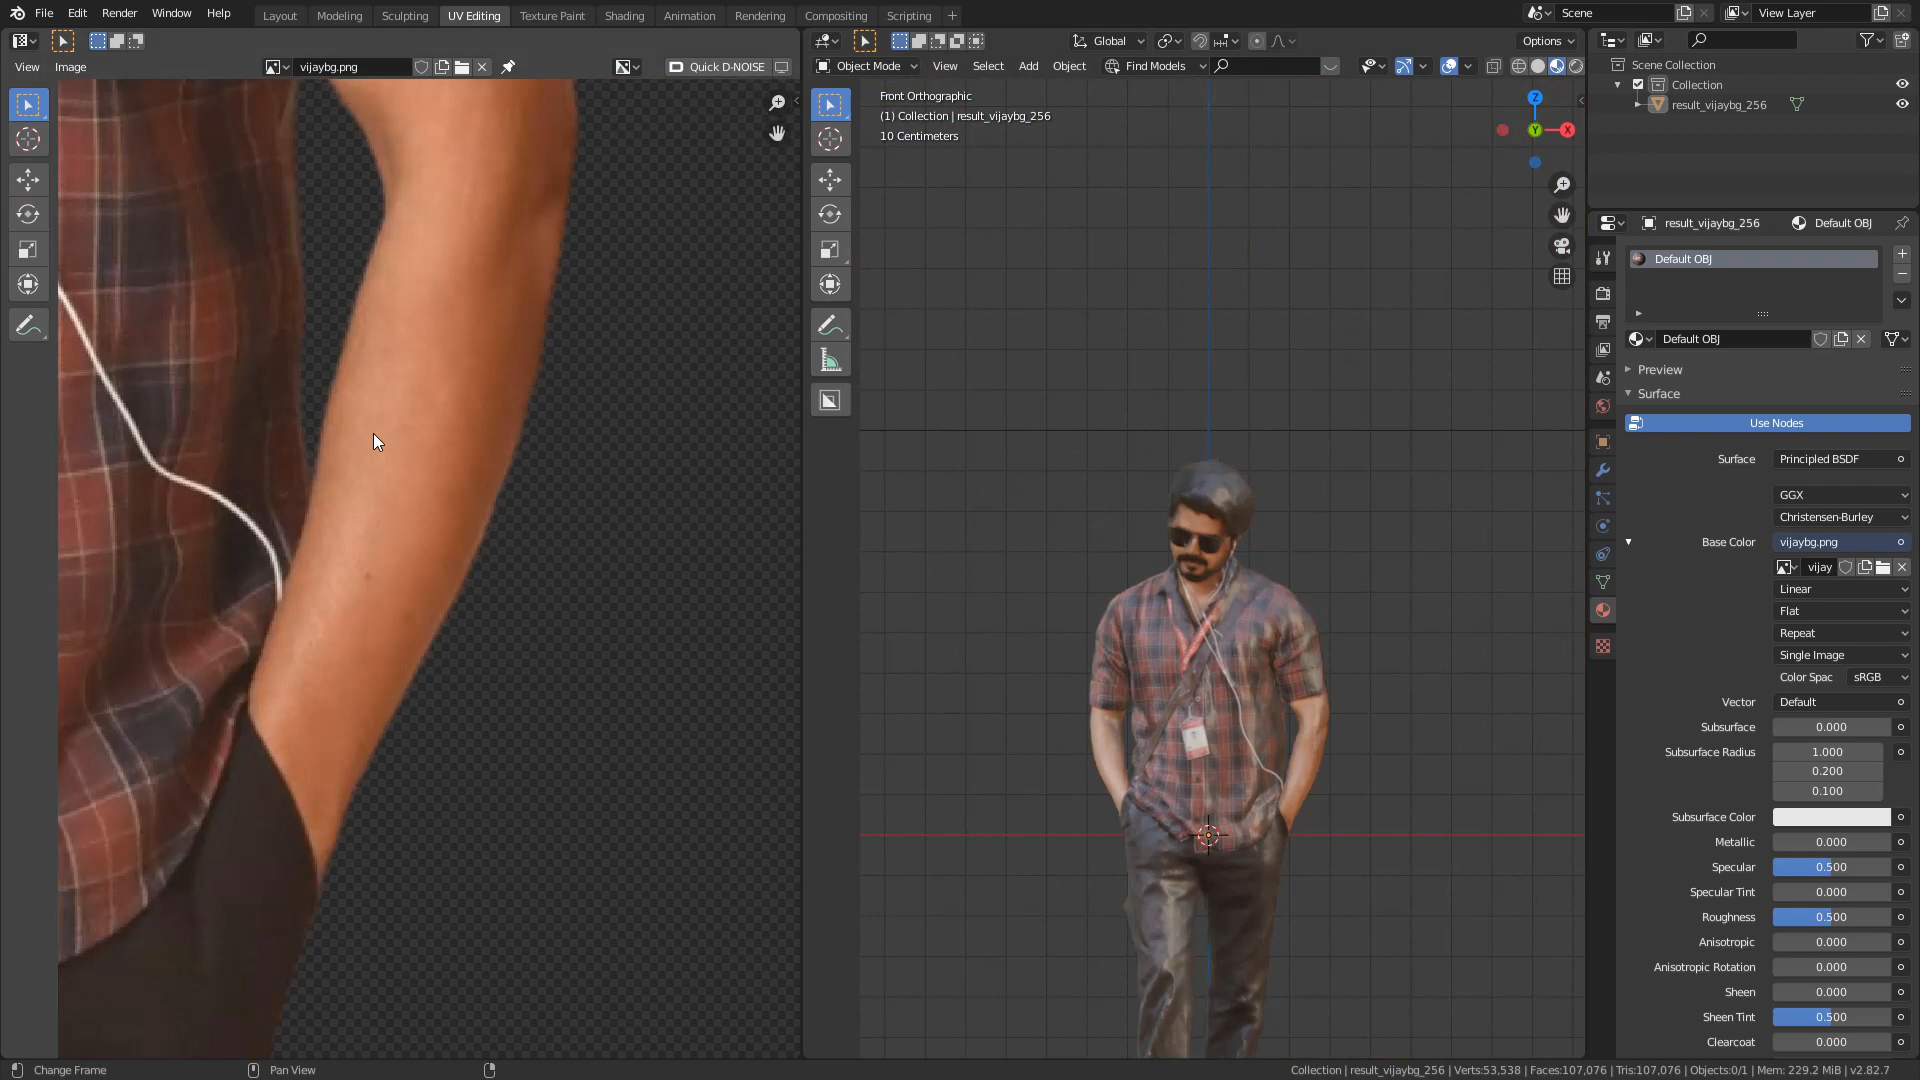 File Edit Render Window Help
Layout Modeling Sculpting UV Editing Texture Paint Shading Animation Rendering Compositing Scripting +
Scene View Layer
Global Options
View Image vijaybg.png Quick D-NOISE
Object Mode View Select Add Object Find Models
Front Orthographic
(1) Collection | result_vijaybg_256
10 Centimeters
Z
Y X
Scene Collection
Collection
result_vijaybg_256
result_vijaybg_256 Default OBJ
Default OBJ
Default OBJ
Preview
Surface
Use Nodes
Surface Principled BSDF
GGX
Christensen-Burley
Base Color vijaybg.png
vijay
Linear
Flat
Repeat
Single Image
Color Spac sRGB
Vector Default
Subsurface 0.000
Subsurface Radius 1.000
0.200
0.100
Subsurface Color
Metallic 0.000
Specular 0.500
Specular Tint 0.000
Roughness 0.500
Anisotropic 0.000
Anisotropic Rotation 0.000
Sheen 0.000
Sheen Tint 0.500
Clearcoat 0.000
Change Frame Pan View
Collection | result_vijaybg_256 | Verts:53,538 | Faces:107,076 | Tris:107,076 | Objects:0/1 | Mem: 229.2 MiB | v2.82.7